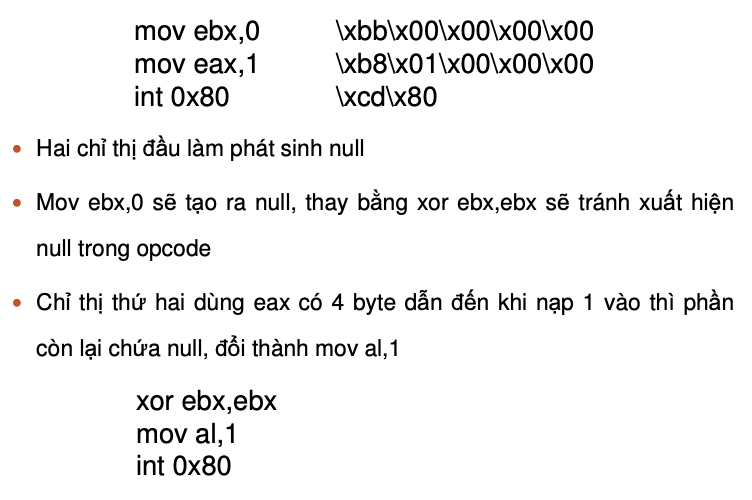 mov ebx,0 \xbb\x00\x00\x00\x00
mov eax,1 \xb8\x01\x00\x00\x00
int 0x80 \xcd\x80
• Hai chỉ thị đầu làm phát sinh null
• Mov ebx,0 sẽ tạo ra null, thay bằng xor ebx,ebx sẽ tránh xuất hiện
null trong opcode
• Chỉ thị thứ hai dùng eax có 4 byte dẫn đến khi nạp 1 vào thì phần
còn lại chứa null, đổi thành mov al,1
xor ebx,ebx
mov al,1
int 0x80